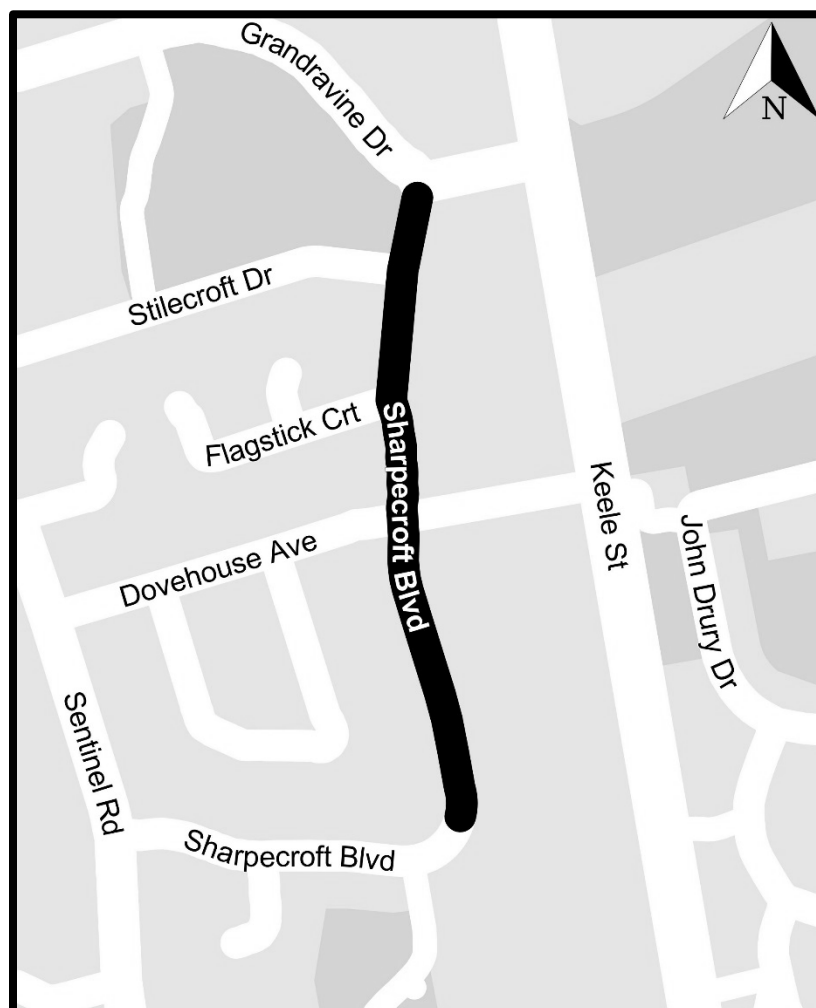 Grandravine Dr
N
Stilecroft Dr
Flagstick Crt
Sharpecroft Blvd
Keele St
Dovehouse Ave
John Drury Dr
Sentinel Rd
Sharpecroft Blvd